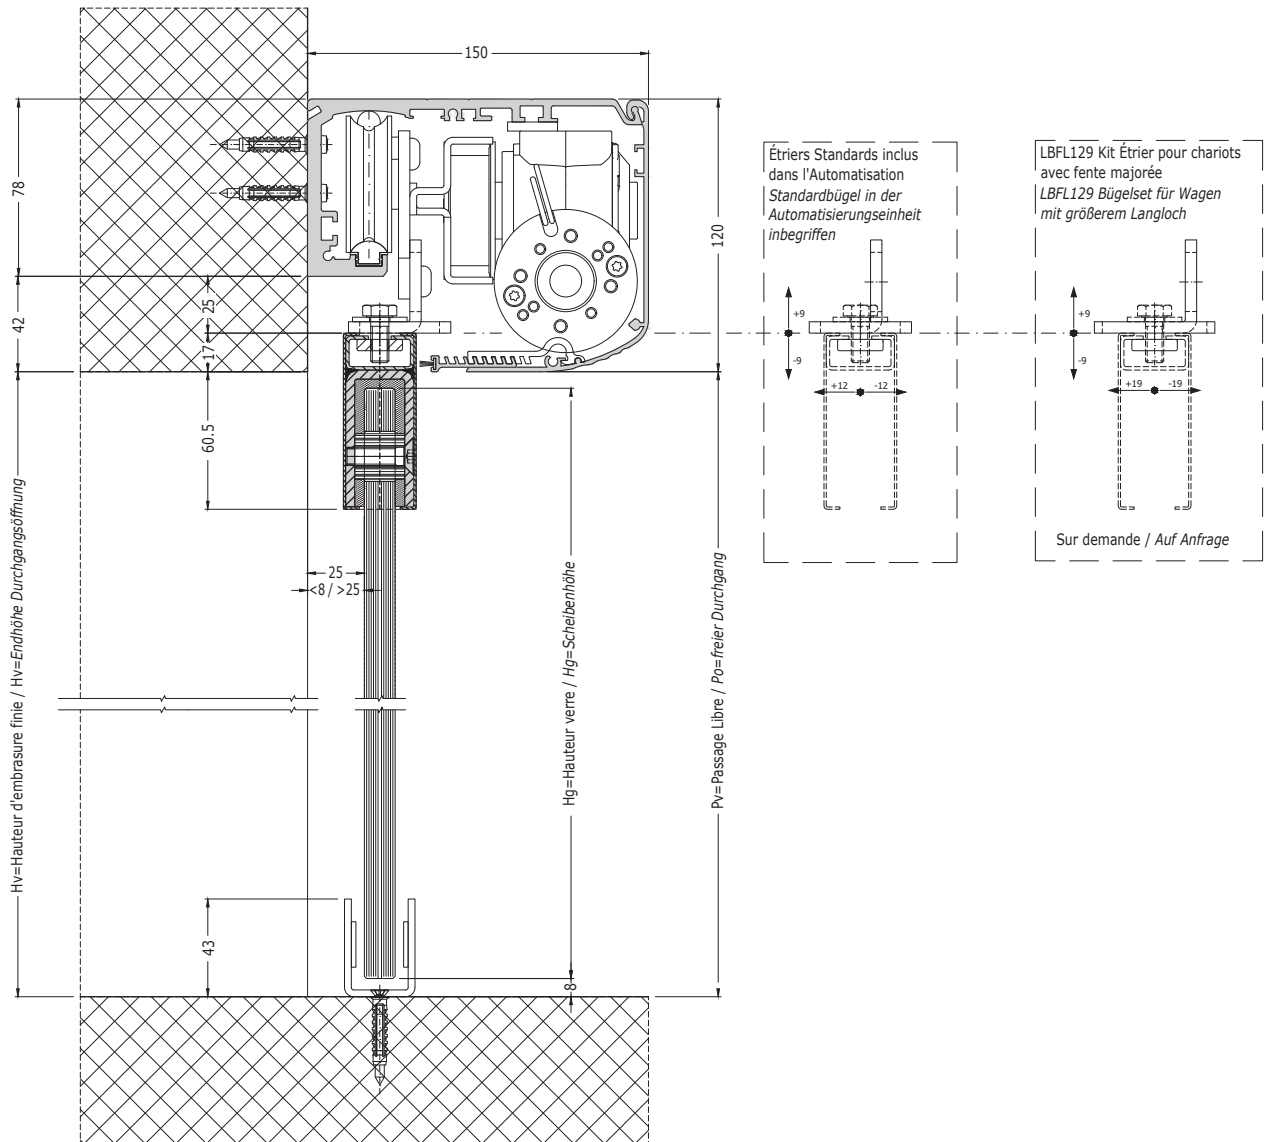 150
78
42
25
17
120
60.5
25
<8 / >25
43
8
Hv=Hauteur d'embrasure finie / Hv=Endhöhe Durchgangsöffnung
Hg=Hauteur verre / Hg=Scheibenhöhe
Pv=Passage Libre / Po=freier Durchgang
Étriers Standards inclus
dans l'Automatisation
Standardbügel in der
Automatisierungseinheit
inbegriffen
+9
-9
+12
-12
LBFL129 Kit Étrier pour chariots
avec fente majorée
LBFL129 Bügelset für Wagen
mit größerem Langloch
+9
-9
+19
-19
Sur demande / Auf Anfrage